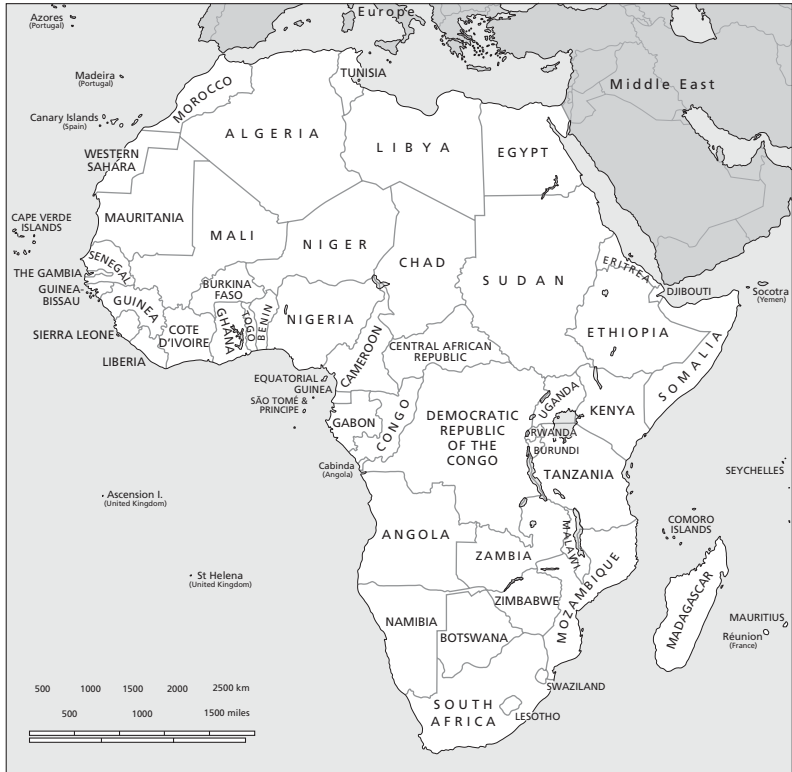 Europe
Azores
(Portugal)
Madeira
(Portugal)
TUNISIA
Middle East
MOROCCO
Canary Islands
(Spain)
ALGERIA
LIBYA
EGYPT
WESTERN
SAHARA
MAURITANIA
CAPE VERDE
ISLANDS
MALI
NIGER
CHAD
SUDAN
ERITREA
SENEGAL
THE GAMBIA
GUINEA-
BISSAU
GUINEA
BURKINA
FASO
DJIBOUTI
Socotra
(Yemen)
SIERRA LEONE
COTE
D'IVOIRE
GHANA
TOGO
BENIN
NIGERIA
ETHIOPIA
LIBERIA
CAMEROON
CENTRAL AFRICAN
REPUBLIC
SOMALIA
EQUATORIAL
GUINEA
SÃO TOMÉ &
PRINCIPE
GABON
CONGO
DEMOCRATIC
REPUBLIC
OF THE
CONGO
UGANDA
KENYA
RWANDA
BURUNDI
Cabinda
(Angola)
TANZANIA
SEYCHELLES
Ascension I.
(United Kingdom)
COMORO
ISLANDS
ANGOLA
ZAMBIA
MALAWI
MOZAMBIQUE
St Helena
(United Kingdom)
ZIMBABWE
MADAGASCAR
NAMIBIA
BOTSWANA
MAURITIUS
Réunion
(France)
SWAZILAND
SOUTH
AFRICA
LESOTHO
500 1000 1500 2000 2500 km
500 1000 1500 miles